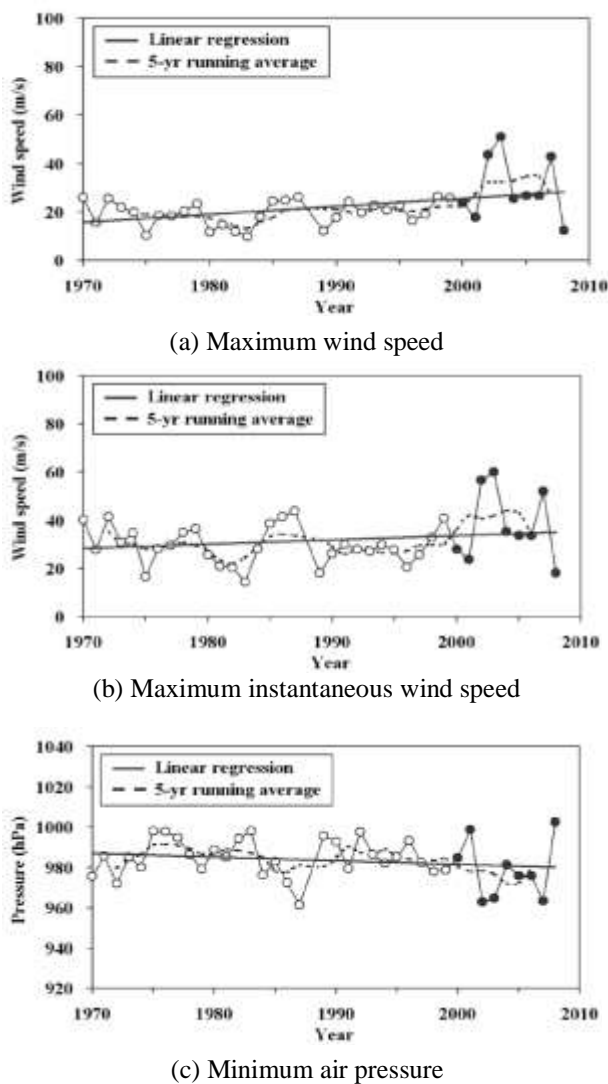 100
80
60
40
20
0
Wind speed (m/s)
Linear regression
5-yr running average
1970 1980 1990 2000 2010
Year
(a) Maximum wind speed
100
80
60
40
20
0
Wind speed (m/s)
Linear regression
5-yr running average
1970 1980 1990 2000 2010
Year
(b) Maximum instantaneous wind speed
1040
1020
1000
980
960
940
920
Pressure (hPa)
Linear regression
5-yr running average
1970 1980 1990 2000 2010
Year
(c) Minimum air pressure